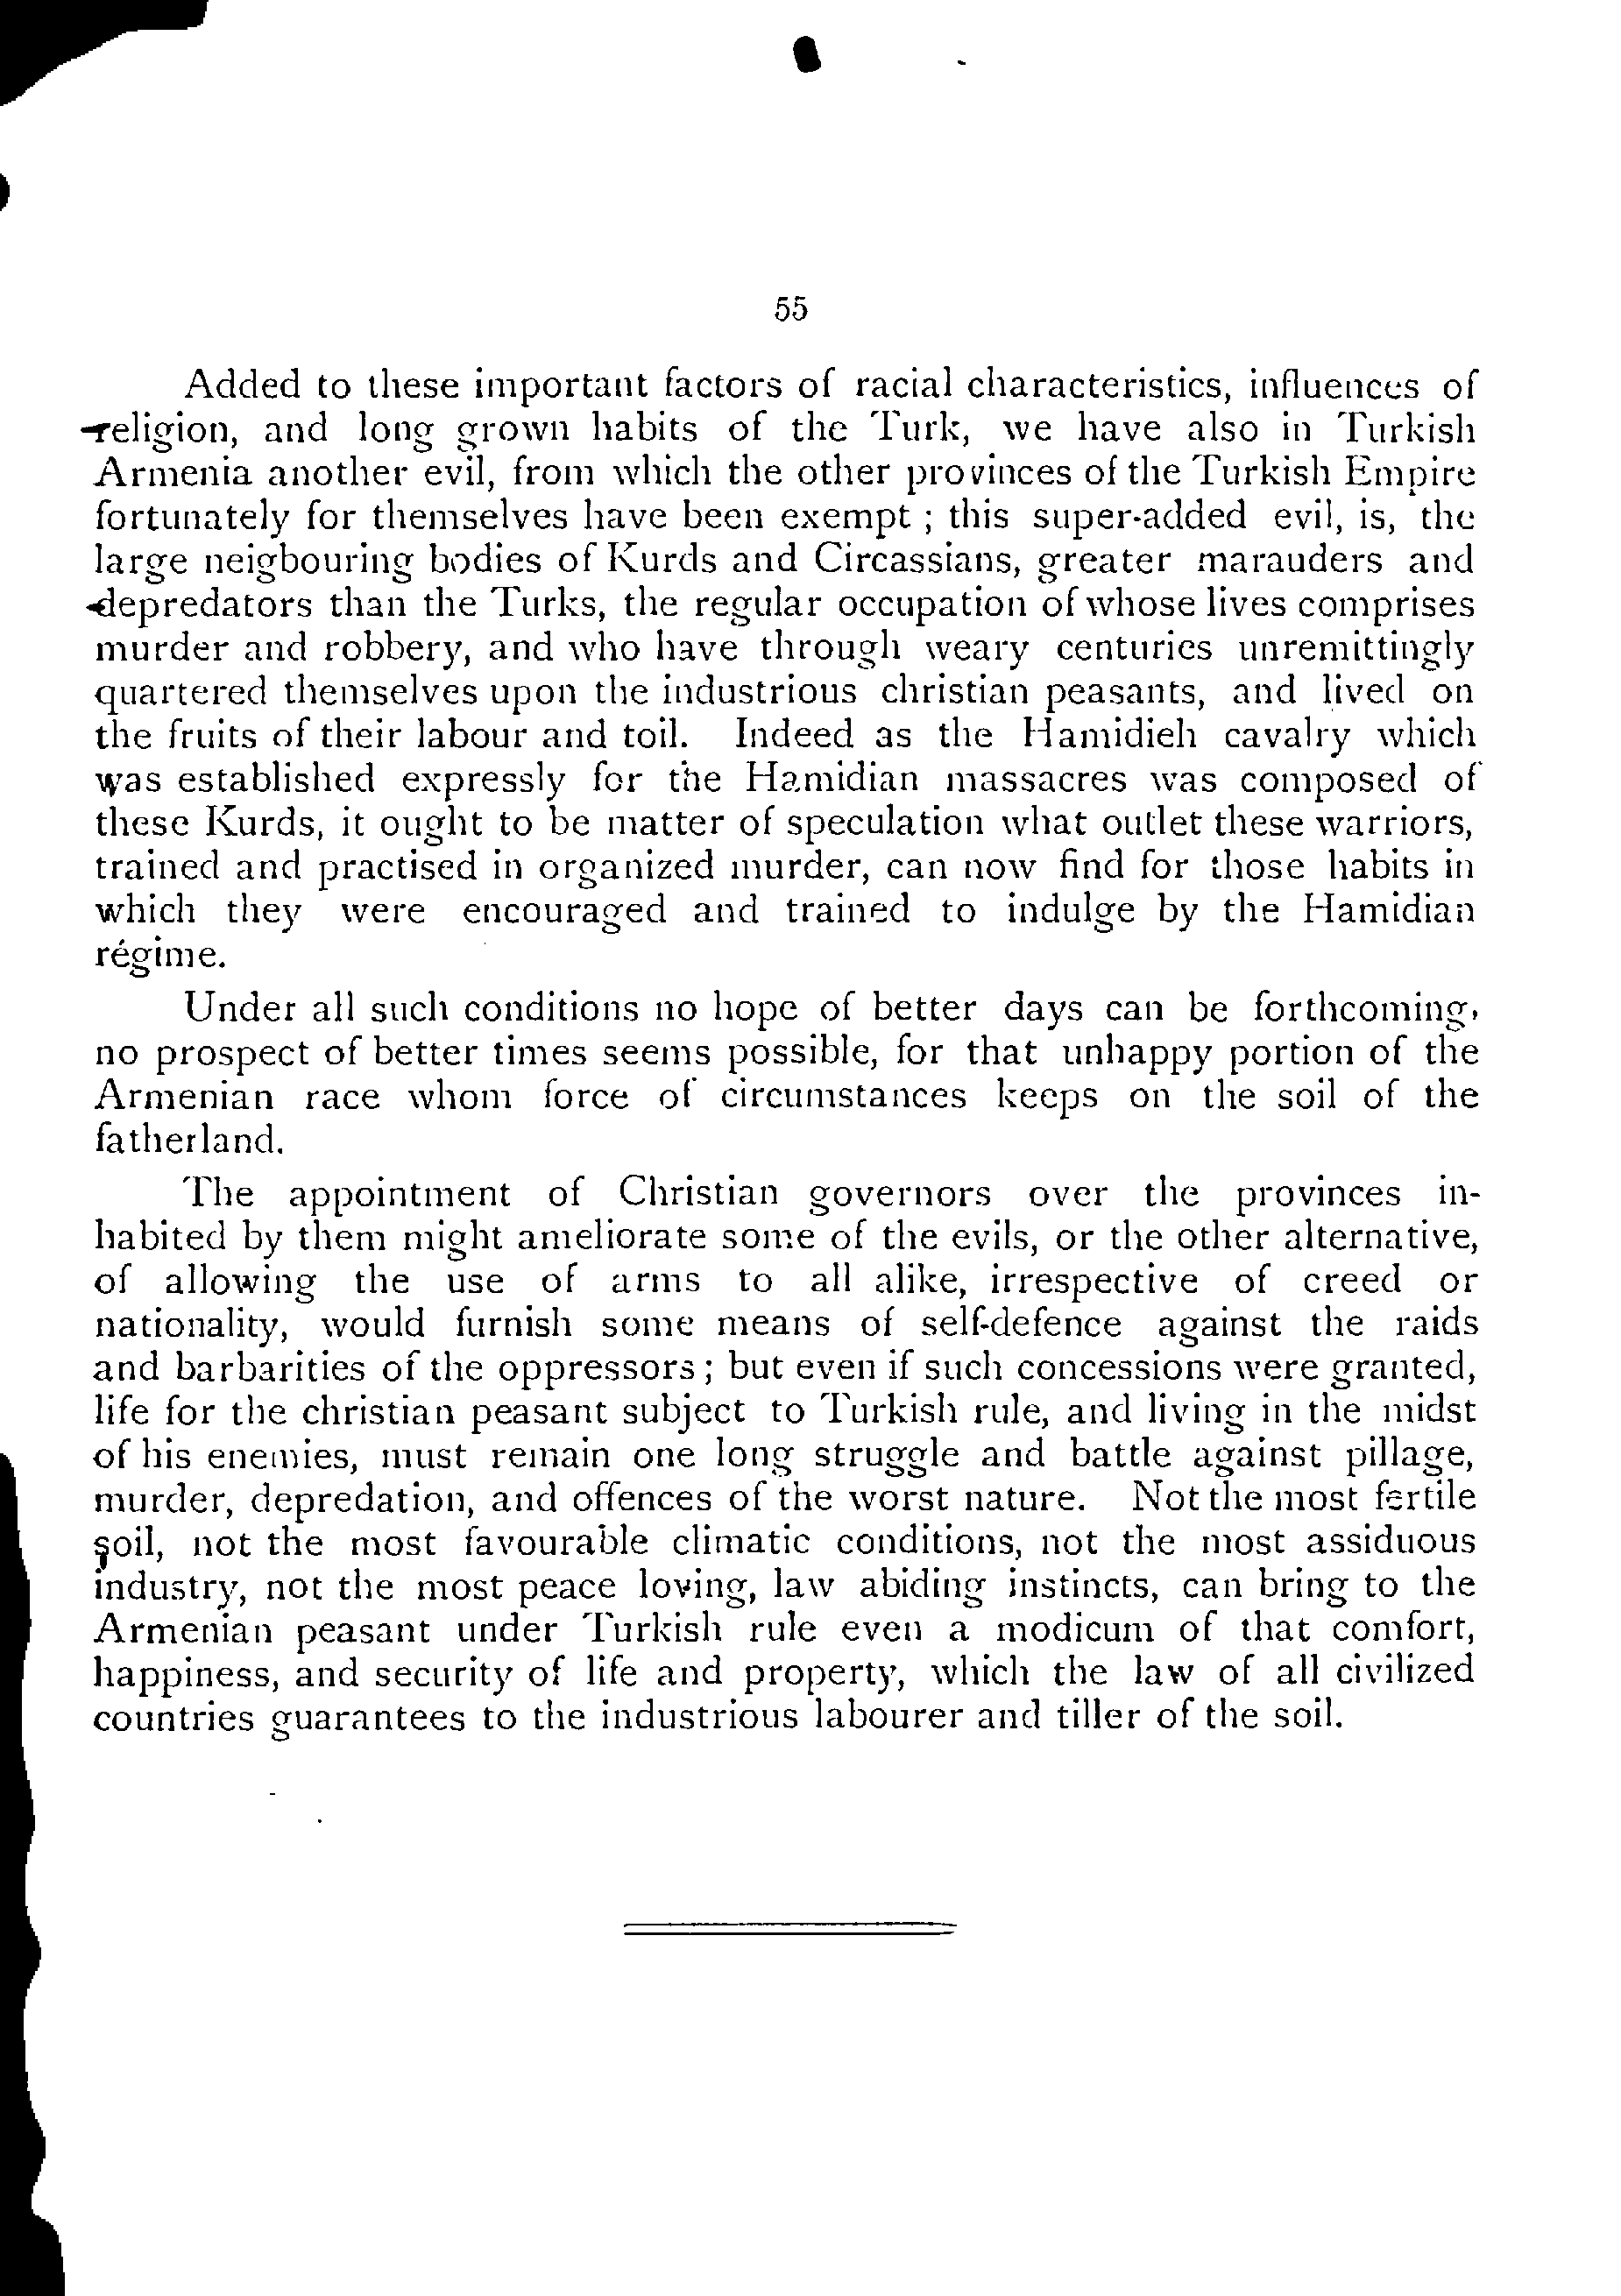 55
Added to these important factors of racial characteristics, influences of
religion, and long grown habits of the Turk, we have also in Turkish
Armenia another evil, from which the other provinces of the Turkish Empire
fortunately for themselves have been exempt ; this super-added evil, is, the
large neigbouring bodies of Kurds and Circassians, greater marauders and
depredators than the Turks, the regular occupation of whose lives comprises
murder and robbery, and who have through weary centuries unremittingly
quartered themselves upon the industrious christian peasants, and lived on
the fruits of their labour and toil. Indeed as the Hamidieh cavalry which
was established expressly for the Hamidian massacres was composed of
these Kurds, it ought to be matter of speculation what outlet these warriors,
trained and practised in organized murder, can now find for those habits in
which they were encouraged and trained to indulge by the Hamidian
régime.
Under all such conditions no hope of better days can be forthcoming,
no prospect of better times seems possible, for that unhappy portion of the
Armenian race whom force of circumstances keeps on the soil of the
fatherland.
The appointment of Christian governors over the provinces in-
habited by them might ameliorate some of the evils, or the other alternative,
of allowing the use of arms to all alike, irrespective of creed or
nationality, would furnish some means of self-defence against the raids
and barbarities of the oppressors ; but even if such concessions were granted,
life for the christian peasant subject to Turkish rule, and living in the midst
of his enemies, must remain one long struggle and battle against pillage,
murder, depredation, and offences of the worst nature. Not the most fertile
soil, not the most favourable climatic conditions, not the most assiduous
industry, not the most peace loving, law abiding instincts, can bring to the
Armenian peasant under Turkish rule even a modicum of that comfort,
happiness, and security of life and property, which the law of all civilized
countries guarantees to the industrious labourer and tiller of the soil.